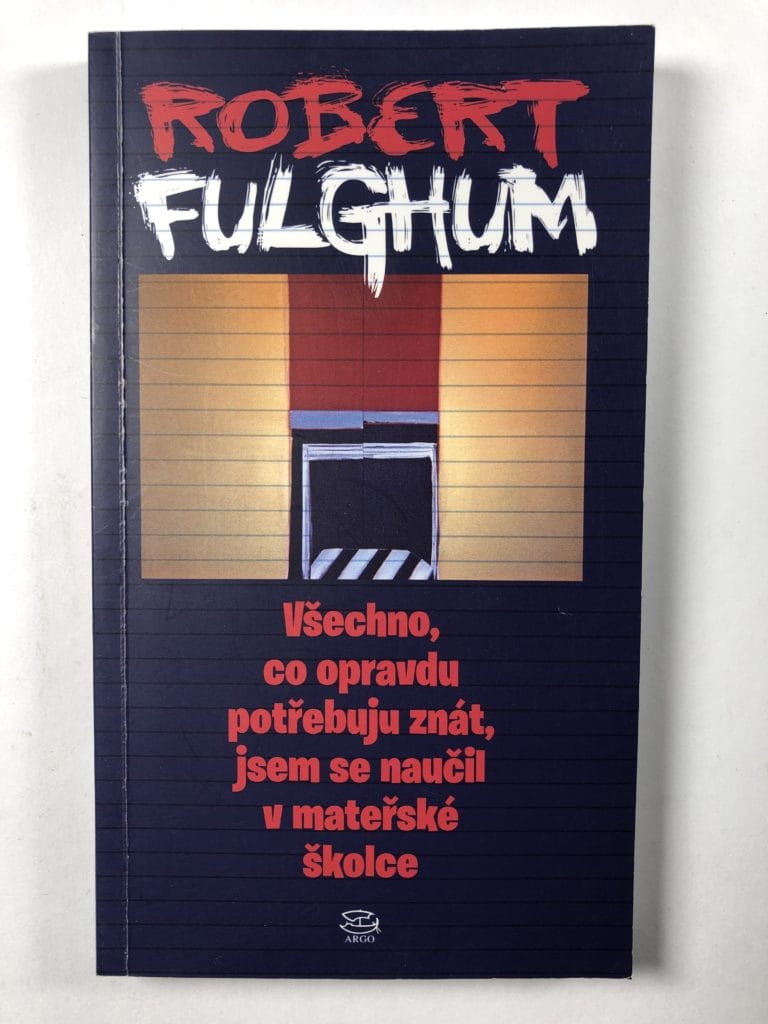 ROBERT
FULGHUM
Všechno,
co opravdu
potřebuju znát,
jsem se naučil
v mateřské
školce
ARGO